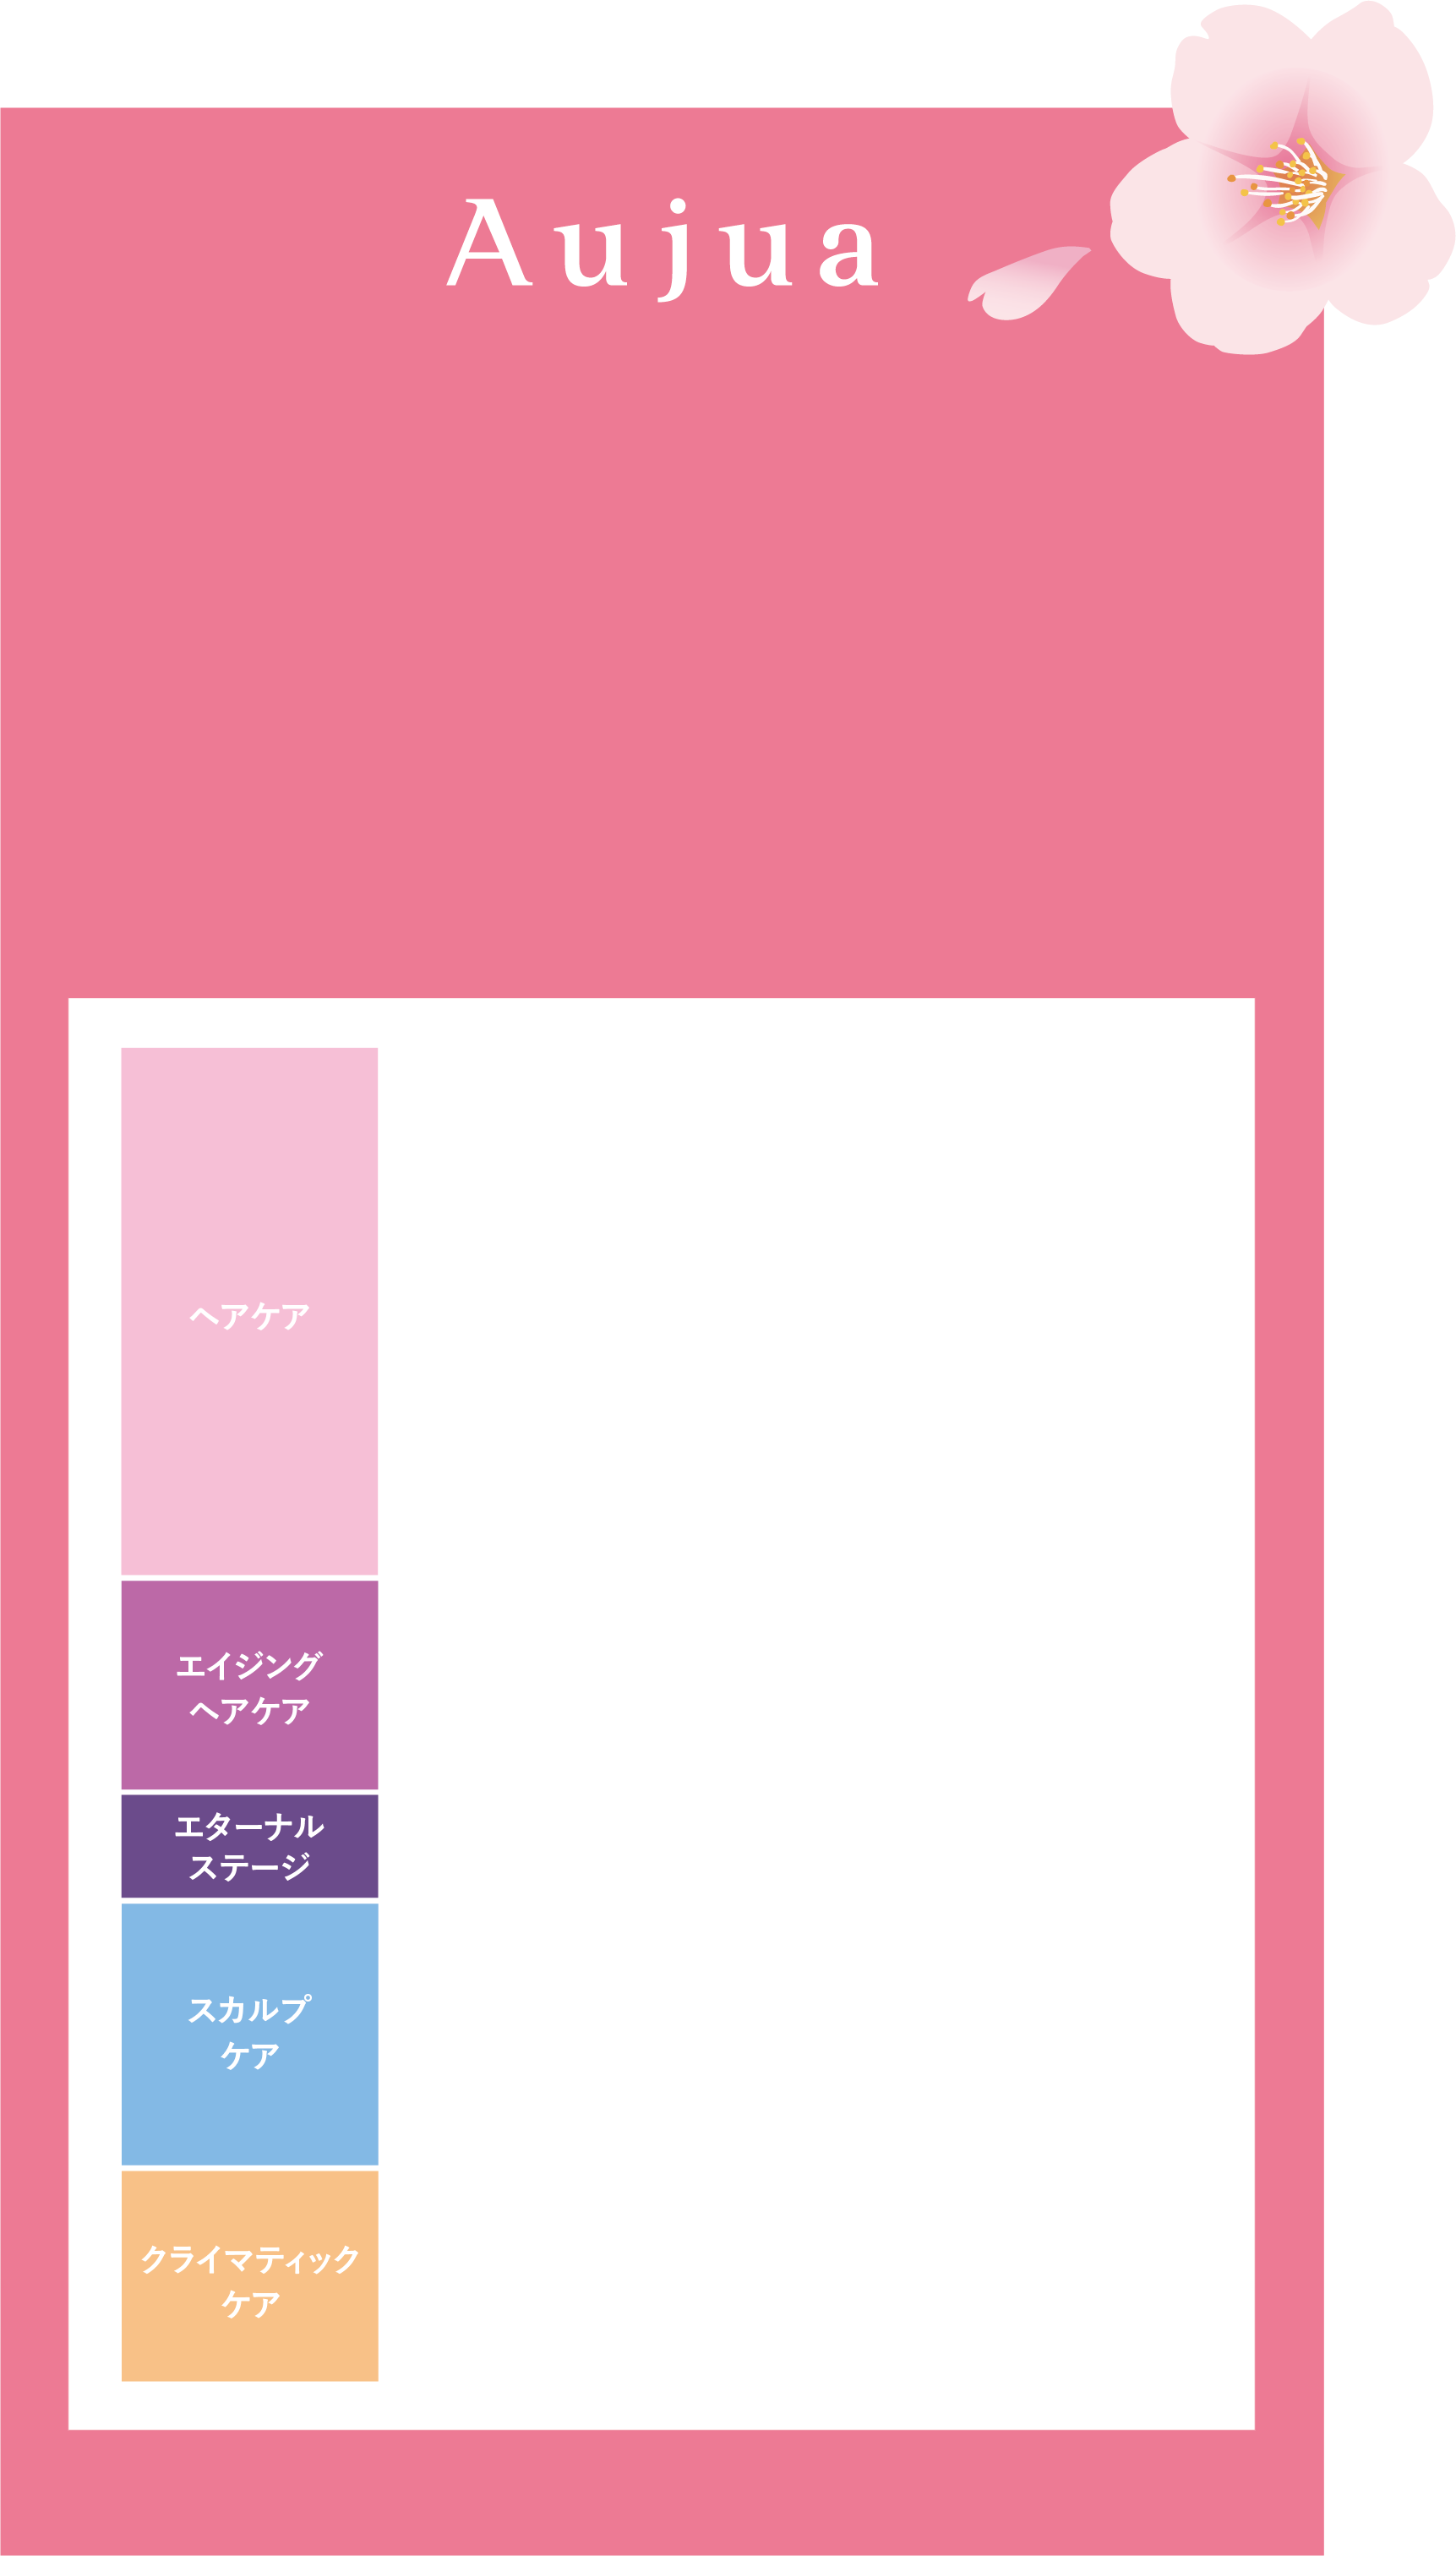 Aujua
ヘアケア
エイジング
ヘアケア
エターナル
ステージ
スカルプ
ケア
クライマティック
ケア